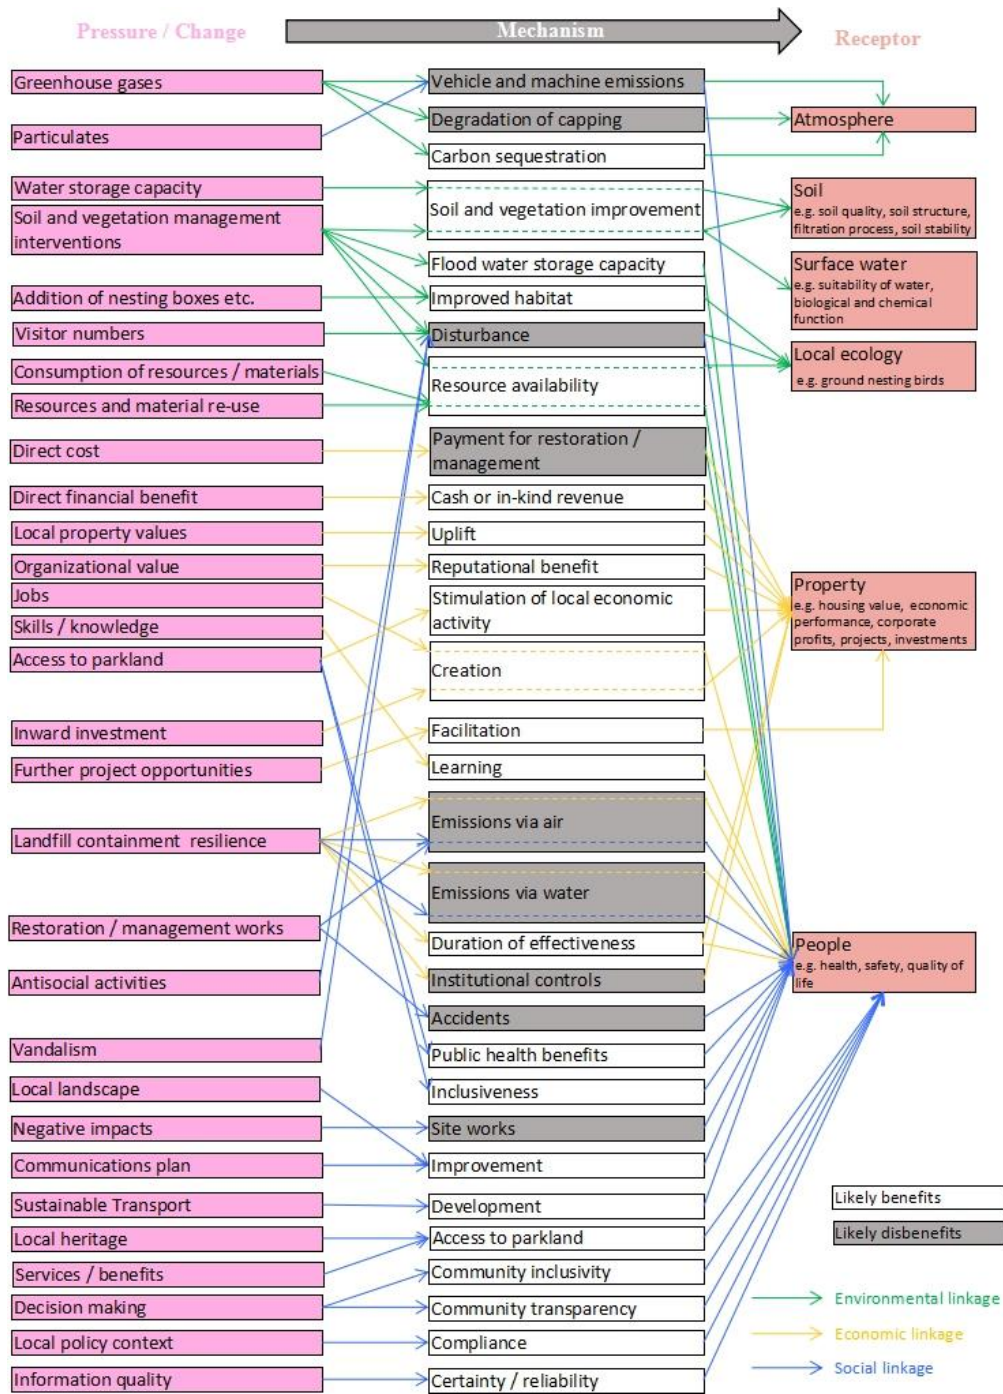 Pressure / Change
Mechanism
Receptor
Greenhouse gases
Particulates
Water storage capacity
Soil and vegetation management
interventions
Addition of nesting boxes etc.
Visitor numbers
Consumption of resources / materials
Resources and material re-use
Direct cost
Direct financial benefit
Local property values
Organizational value
Jobs
Skills / knowledge
Access to parkland
Inward investment
Further project opportunities
Landfill containment resilience
Restoration / management works
Antisocial activities
Vandalism
Local landscape
Negative impacts
Communications plan
Sustainable Transport
Local heritage
Services / benefits
Decision making
Local policy context
Information quality
Vehicle and machine emissions
Degradation of capping
Carbon sequestration
Soil and vegetation improvement
Flood water storage capacity
Improved habitat
Disturbance
Resource availability
Payment for restoration /
management
Cash or in-kind revenue
Uplift
Reputational benefit
Stimulation of local economic
activity
Creation
Facilitation
Learning
Emissions via air
Emissions via water
Duration of effectiveness
Institutional controls
Accidents
Public health benefits
Inclusiveness
Site works
Improvement
Development
Access to parkland
Community inclusivity
Community transparency
Compliance
Certainty / reliability
Atmosphere
Soil
e.g. soil quality, soil structure,
filtration process, soil stability
Surface water
e.g. suitability of water,
biological and chemical
function
Local ecology
e.g. ground nesting birds
Property
e.g. housing value, economic
performance, corporate
profits, projects, investments
People
e.g. health, safety, quality of
life
Likely benefits
Likely disbenefits
Environmental linkage
Economic linkage
Social linkage